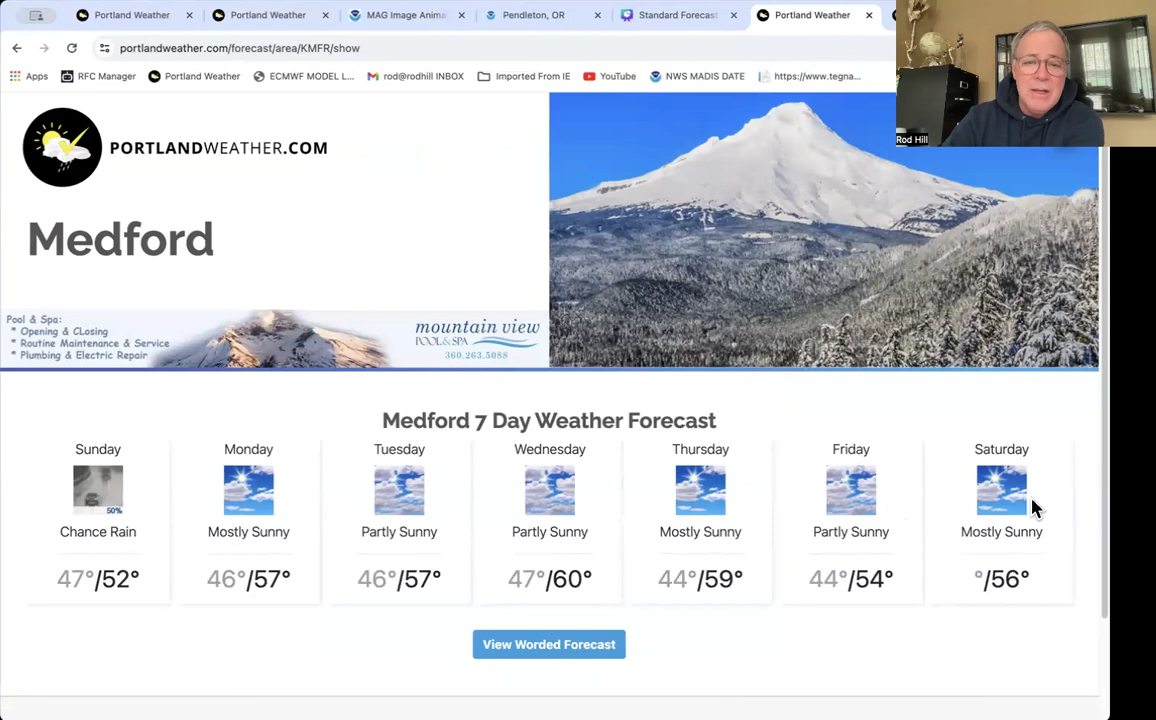 Portland Weather
Portland Weather
MAG Image Anima
Pendleton, OR
Standard Forecast
Portland Weather
portlandweather.com/forecast/area/KMFR/show
Apps
RFC Manager
Portland Weather
ECMWF MODEL L...
rod@rodhill INBOX
Imported From IE
YouTube
NWS MADIS DATE
https://www.tegna...
Rod Hill
PORTLANDWEATHER.COM
Medford
Pool & Spa:
* Opening & CLosing
* Routine Maintenance & Service
* Plumbing & Electric Repair
mountain view
POOL & SPA
360.263.5088
Medford 7 Day Weather Forecast
Sunday Monday Tuesday Wednesday Thursday Friday Saturday
50%
Chance Rain Mostly Sunny Partly Sunny Partly Sunny Mostly Sunny Partly Sunny Mostly Sunny
47°/52° 46°/57° 46°/57° 47°/60° 44°/59° 44°/54° °/56°
View Worded Forecast